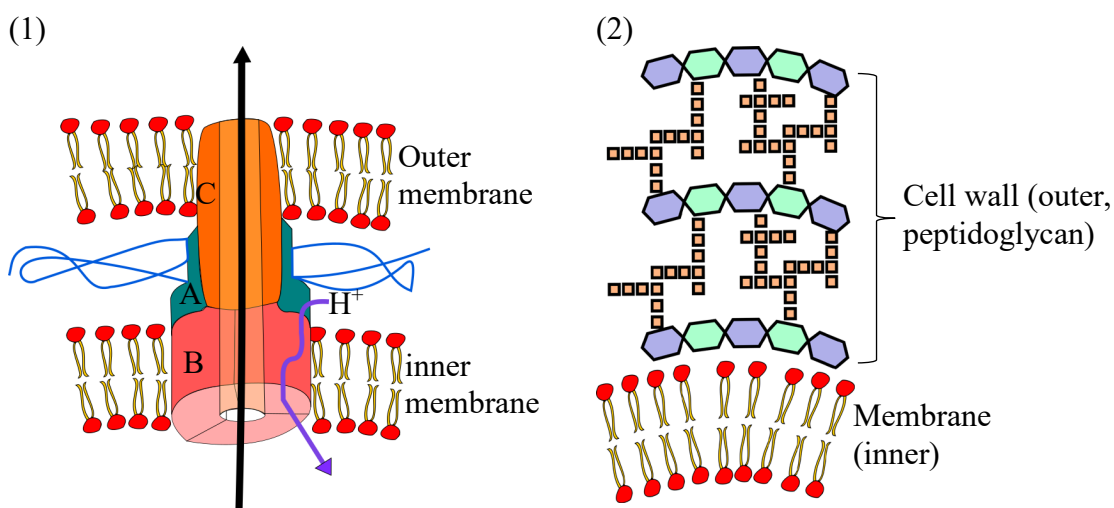 (1)
(2)
C
Outer
membrane
A
H⁺
B
inner
membrane
Cell wall (outer,
peptidoglycan)
Membrane
(inner)